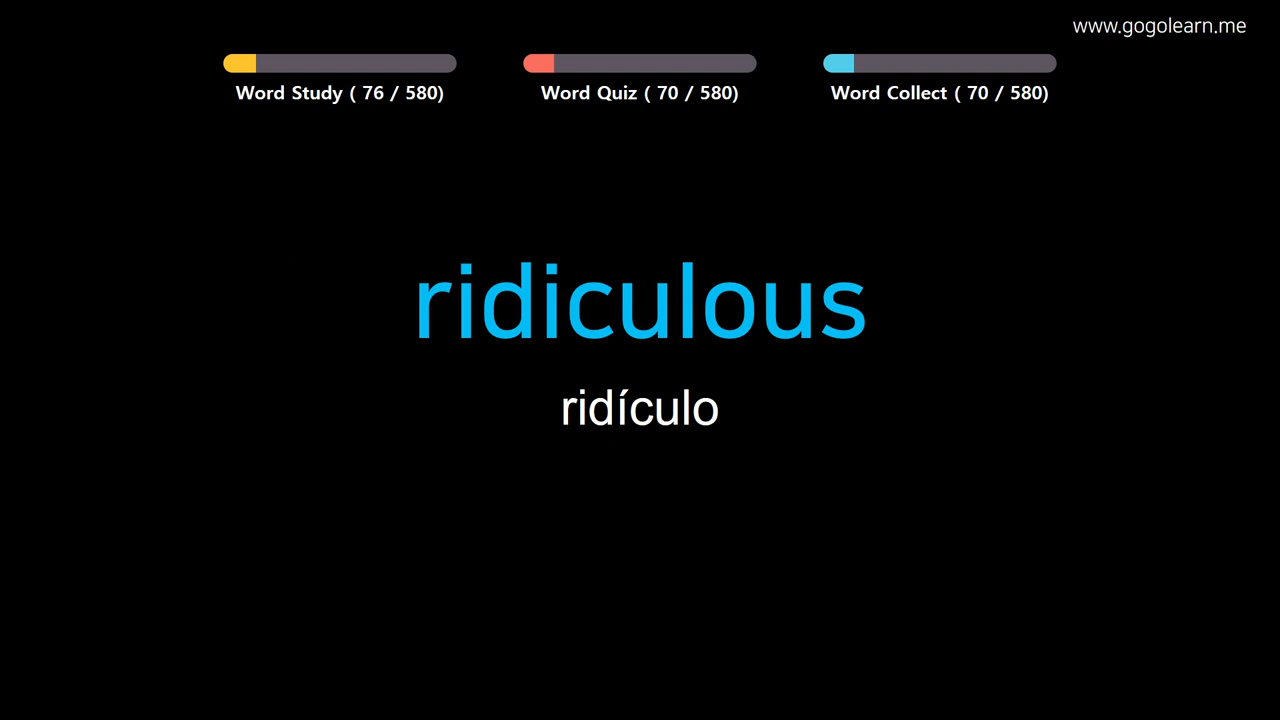 www.gogolearn.me
Word Study ( 76 / 580)
Word Quiz ( 70 / 580)
Word Collect ( 70 / 580)
ridiculous
ridículo